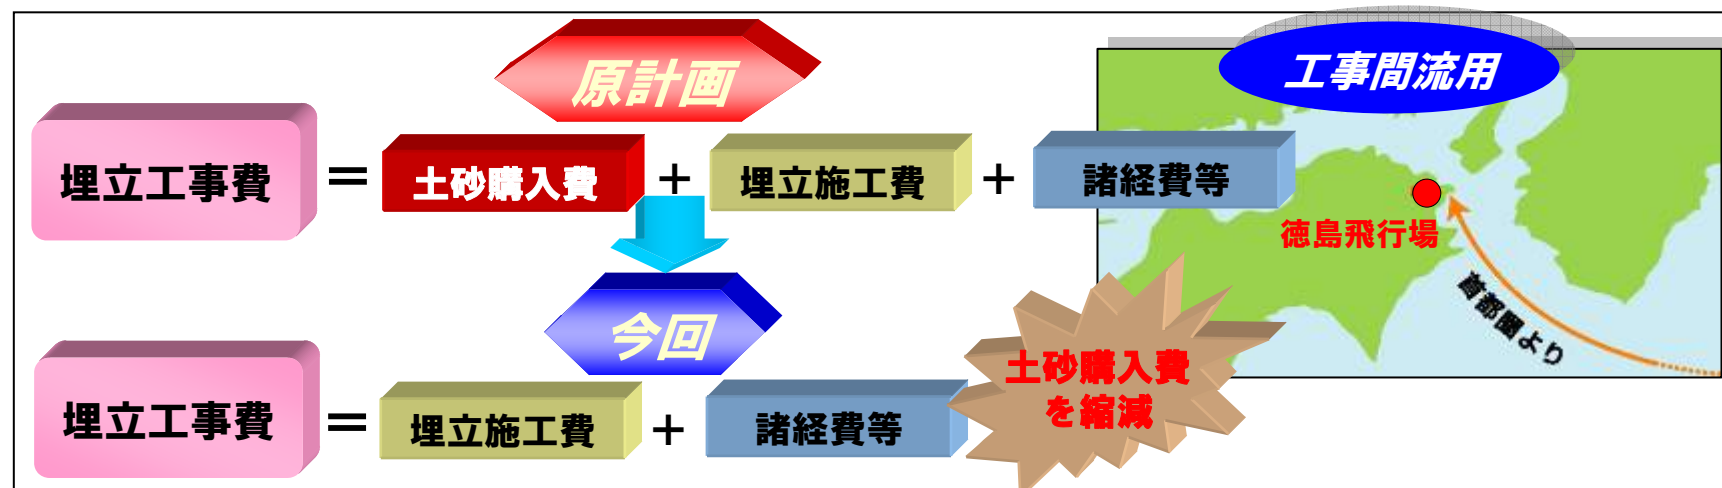 原計画
工事間流用
埋立工事費 = 土砂購入費 + 埋立施工費 + 諸経費等
徳島飛行場
首都圏より
今回
土砂購入費
を縮減
埋立工事費 = 埋立施工費 + 諸経費等